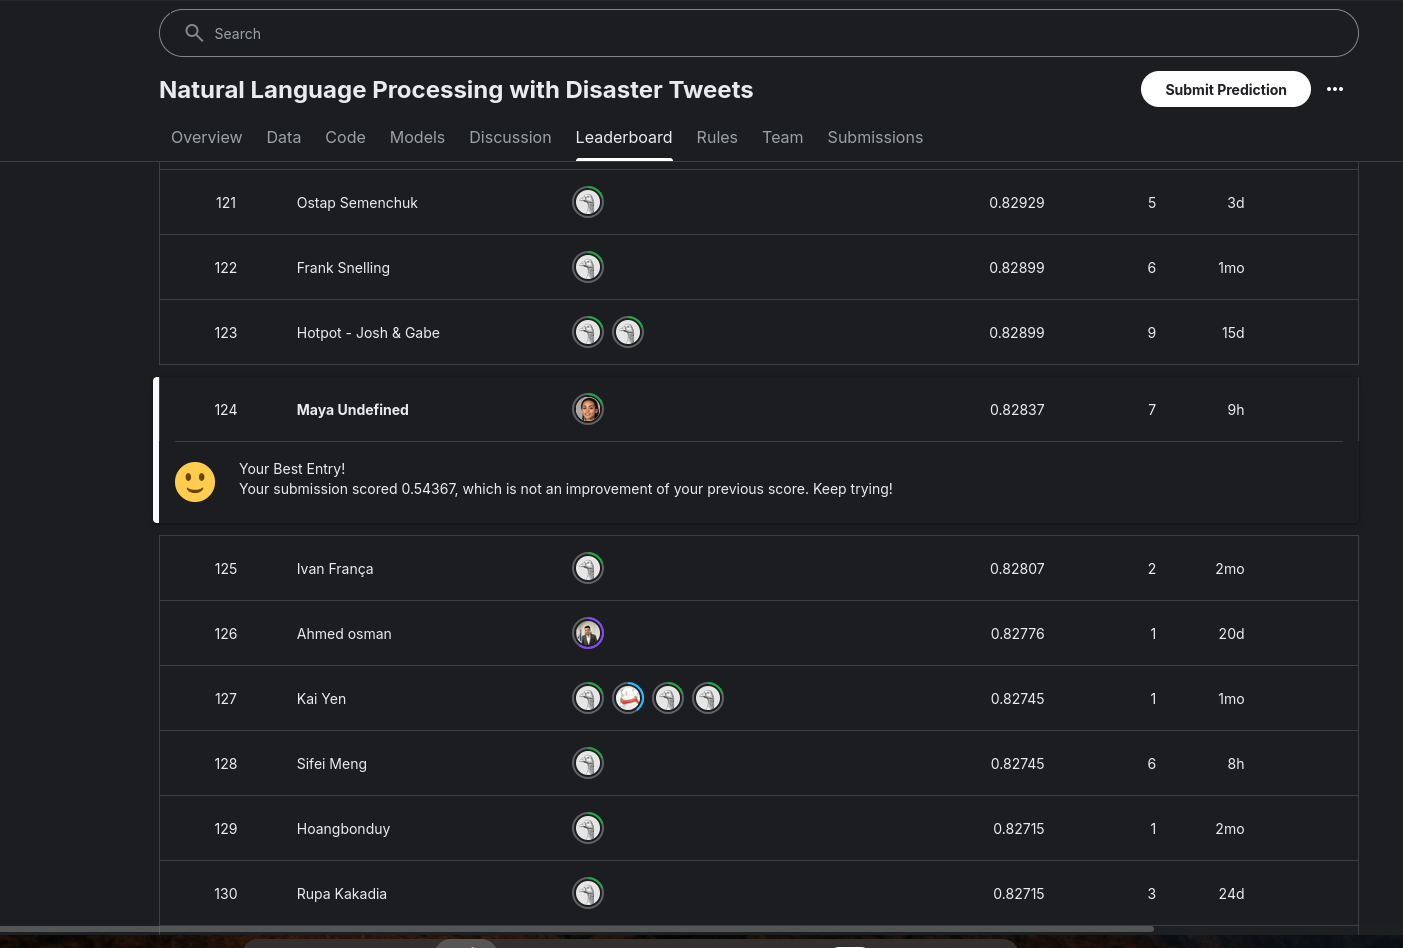 Search
Natural Language Processing with Disaster Tweets
Submit Prediction
Overview Data Code Models Discussion Leaderboard Rules Team Submissions
121 Ostap Semenchuk 0.82929 5 3d
122 Frank Snelling 0.82899 6 1mo
123 Hotpot - Josh & Gabe 0.82899 9 15d
124 Maya Undefined 0.82837 7 9h
Your Best Entry!
Your submission scored 0.54367, which is not an improvement of your previous score. Keep trying!
125 Ivan França 0.82807 2 2mo
126 Ahmed osman 0.82776 1 20d
127 Kai Yen 0.82745 1 1mo
128 Sifei Meng 0.82745 6 8h
129 Hoangbonduy 0.82715 1 2mo
130 Rupa Kakadia 0.82715 3 24d